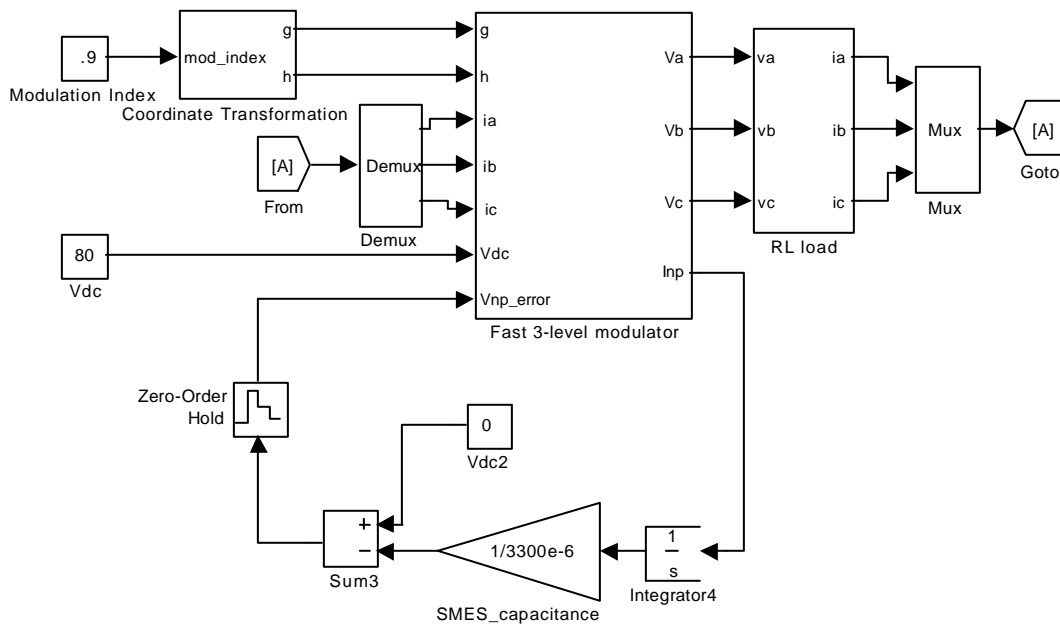 .9
Modulation Index
mod_index
g
h
Coordinate Transformation
g
h
ia
ib
ic
Vdc
Vnp_error
Va
Vb
Vc
Inp
Fast 3-level modulator
va
vb
vc
ia
ib
ic
RL load
Mux
Mux
[A]
Goto
[A]
From
Demux
Demux
80
Vdc
Zero-Order
Hold
0
Vdc2
+
−
Sum3
1/3300e-6
SMES_capacitance
1
s
Integrator4